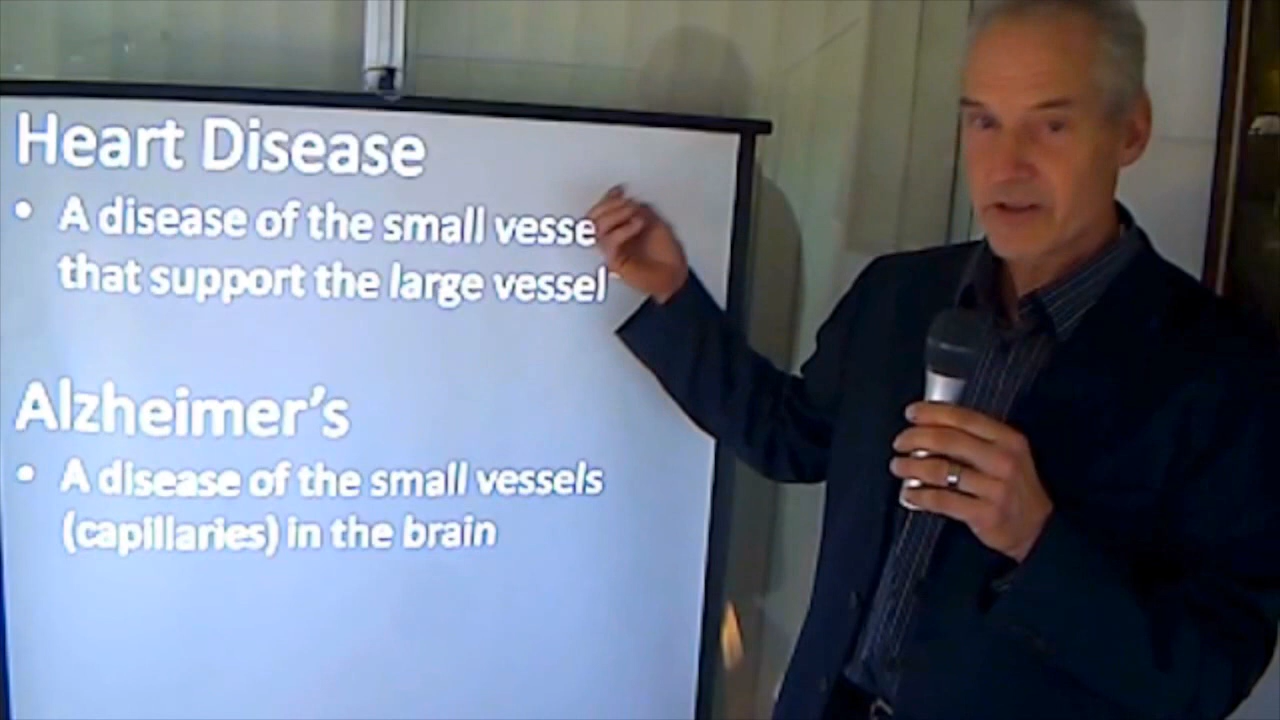 Heart Disease
• A disease of the small vesse
that support the large vessel
Alzheimer's
• A disease of the small vessels
(capillaries) in the brain